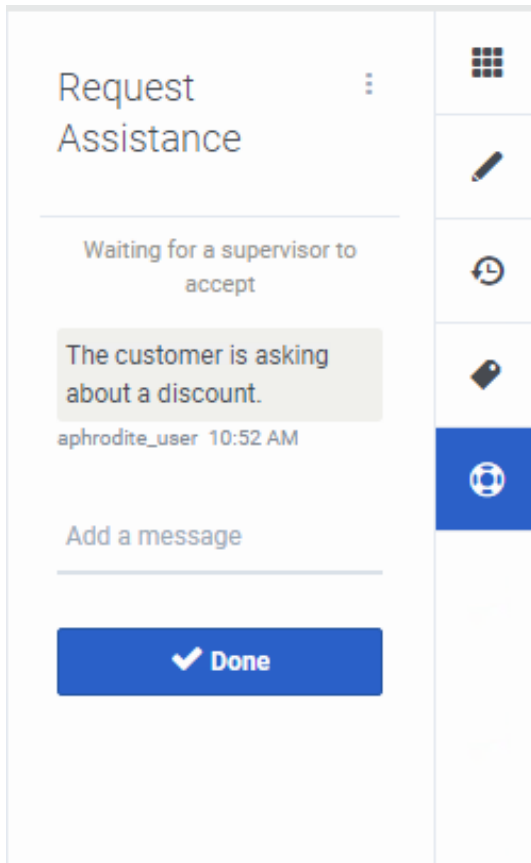 Request
Assistance
Waiting for a supervisor to
accept
The customer is asking
about a discount.
aphrodite_user 10:52 AM
Add a message
Done